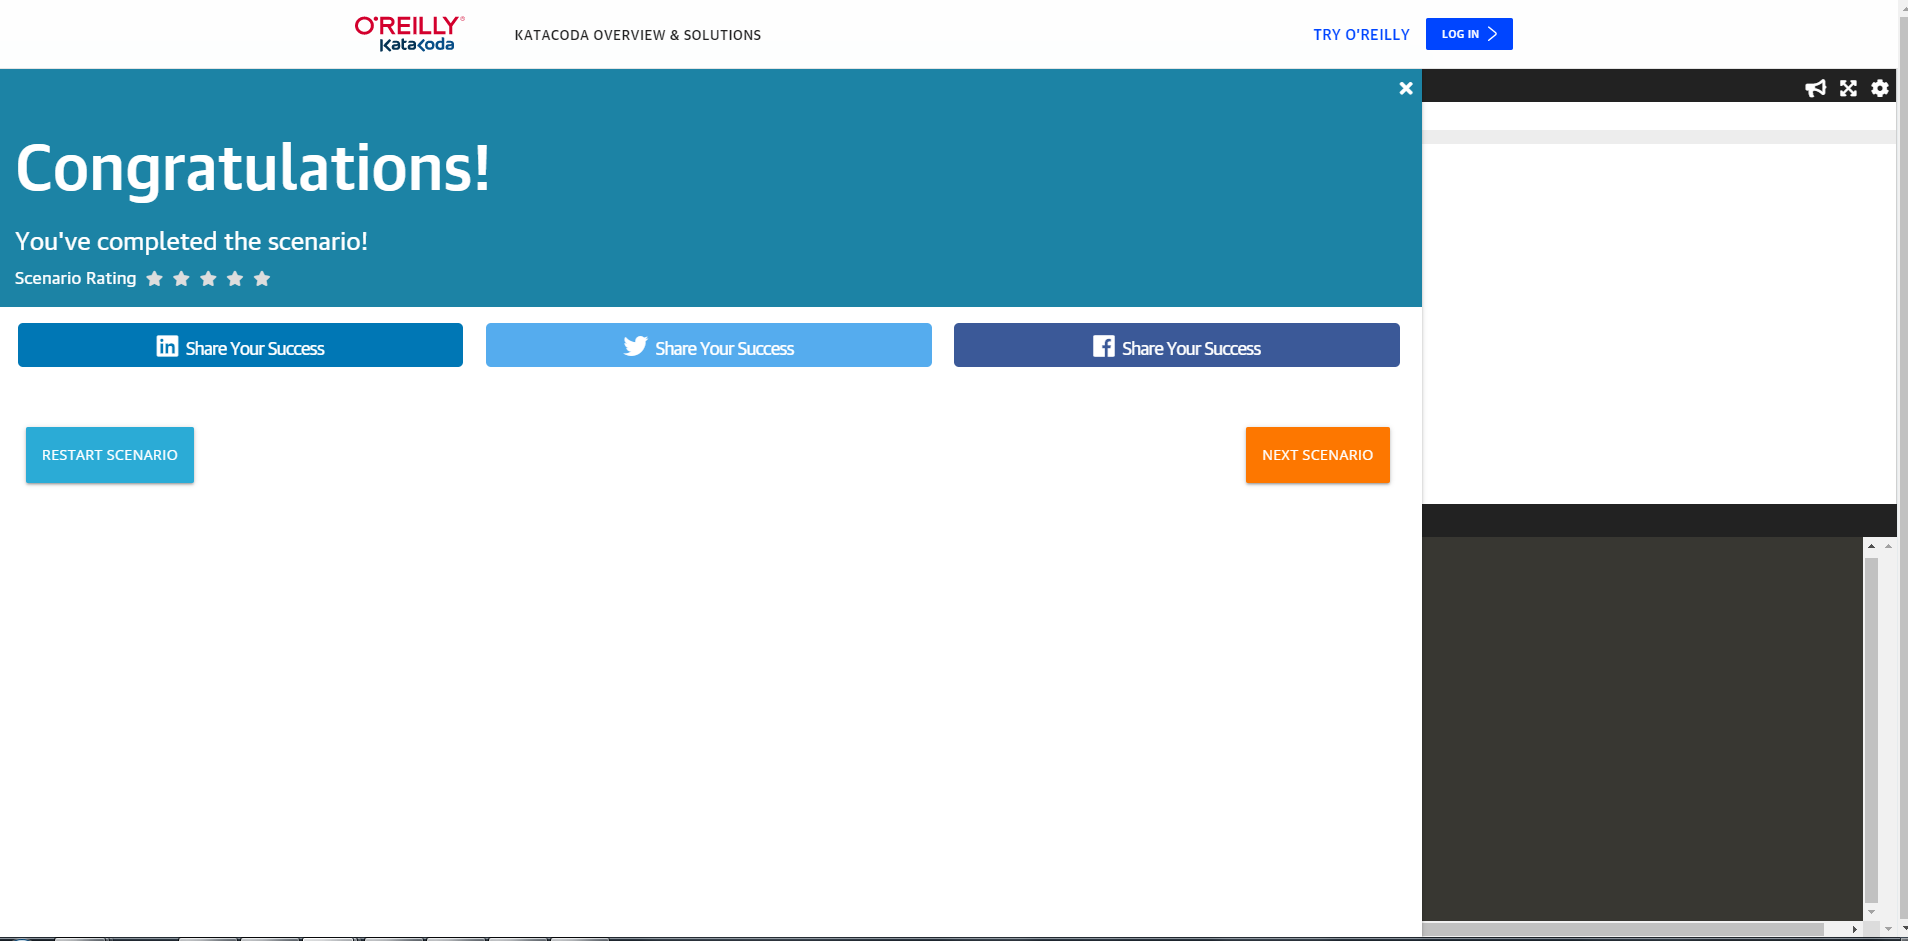 O'REILLY®
KataKoda
KATACODA OVERVIEW & SOLUTIONS
TRY O'REILLY
LOG IN
Congratulations!
You've completed the scenario!
Scenario Rating
Share Your Success
Share Your Success
Share Your Success
RESTART SCENARIO
NEXT SCENARIO